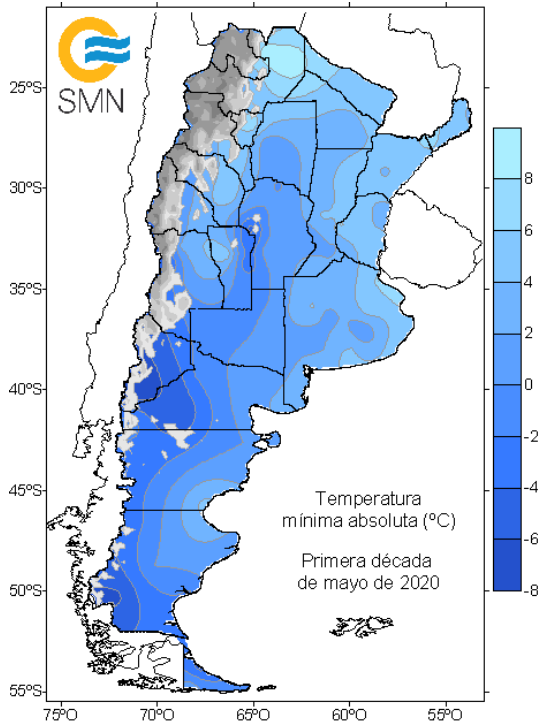 SMN
25ºS
30ºS
35ºS
40ºS
45ºS
50ºS
55ºS
75ºO
70ºO
65ºO
60ºO
55ºO
8
6
4
2
0
-2
-4
-6
-8
Temperatura
mínima absoluta (ºC)
Primera década
de mayo de 2020